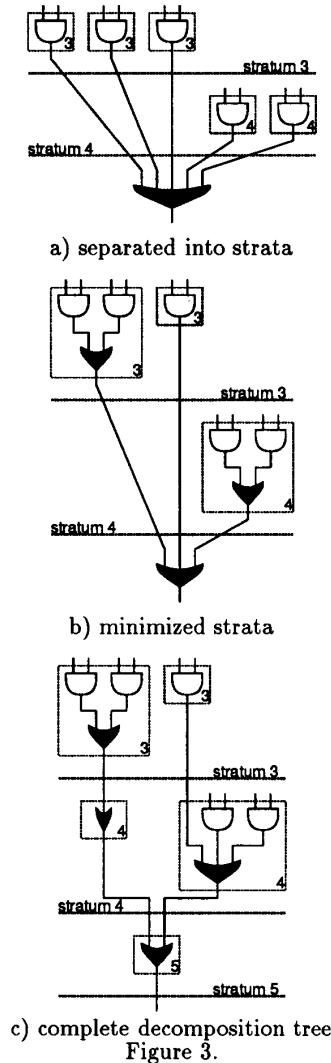 3 3 3
stratum 3
4 4
stratum 4
a) separated into strata
3 3
stratum 3
4
stratum 4
b) minimized strata
3 3
stratum 3
4 4
stratum 4
5
stratum 5
c) complete decomposition tree
Figure 3.